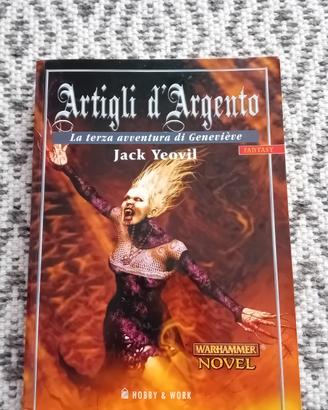 Artigli d'Argento
La terza avventura di Geneviève
Jack Yeovil
FANTASY
WARHAMMER
NOVEL
HOBBY & WORK